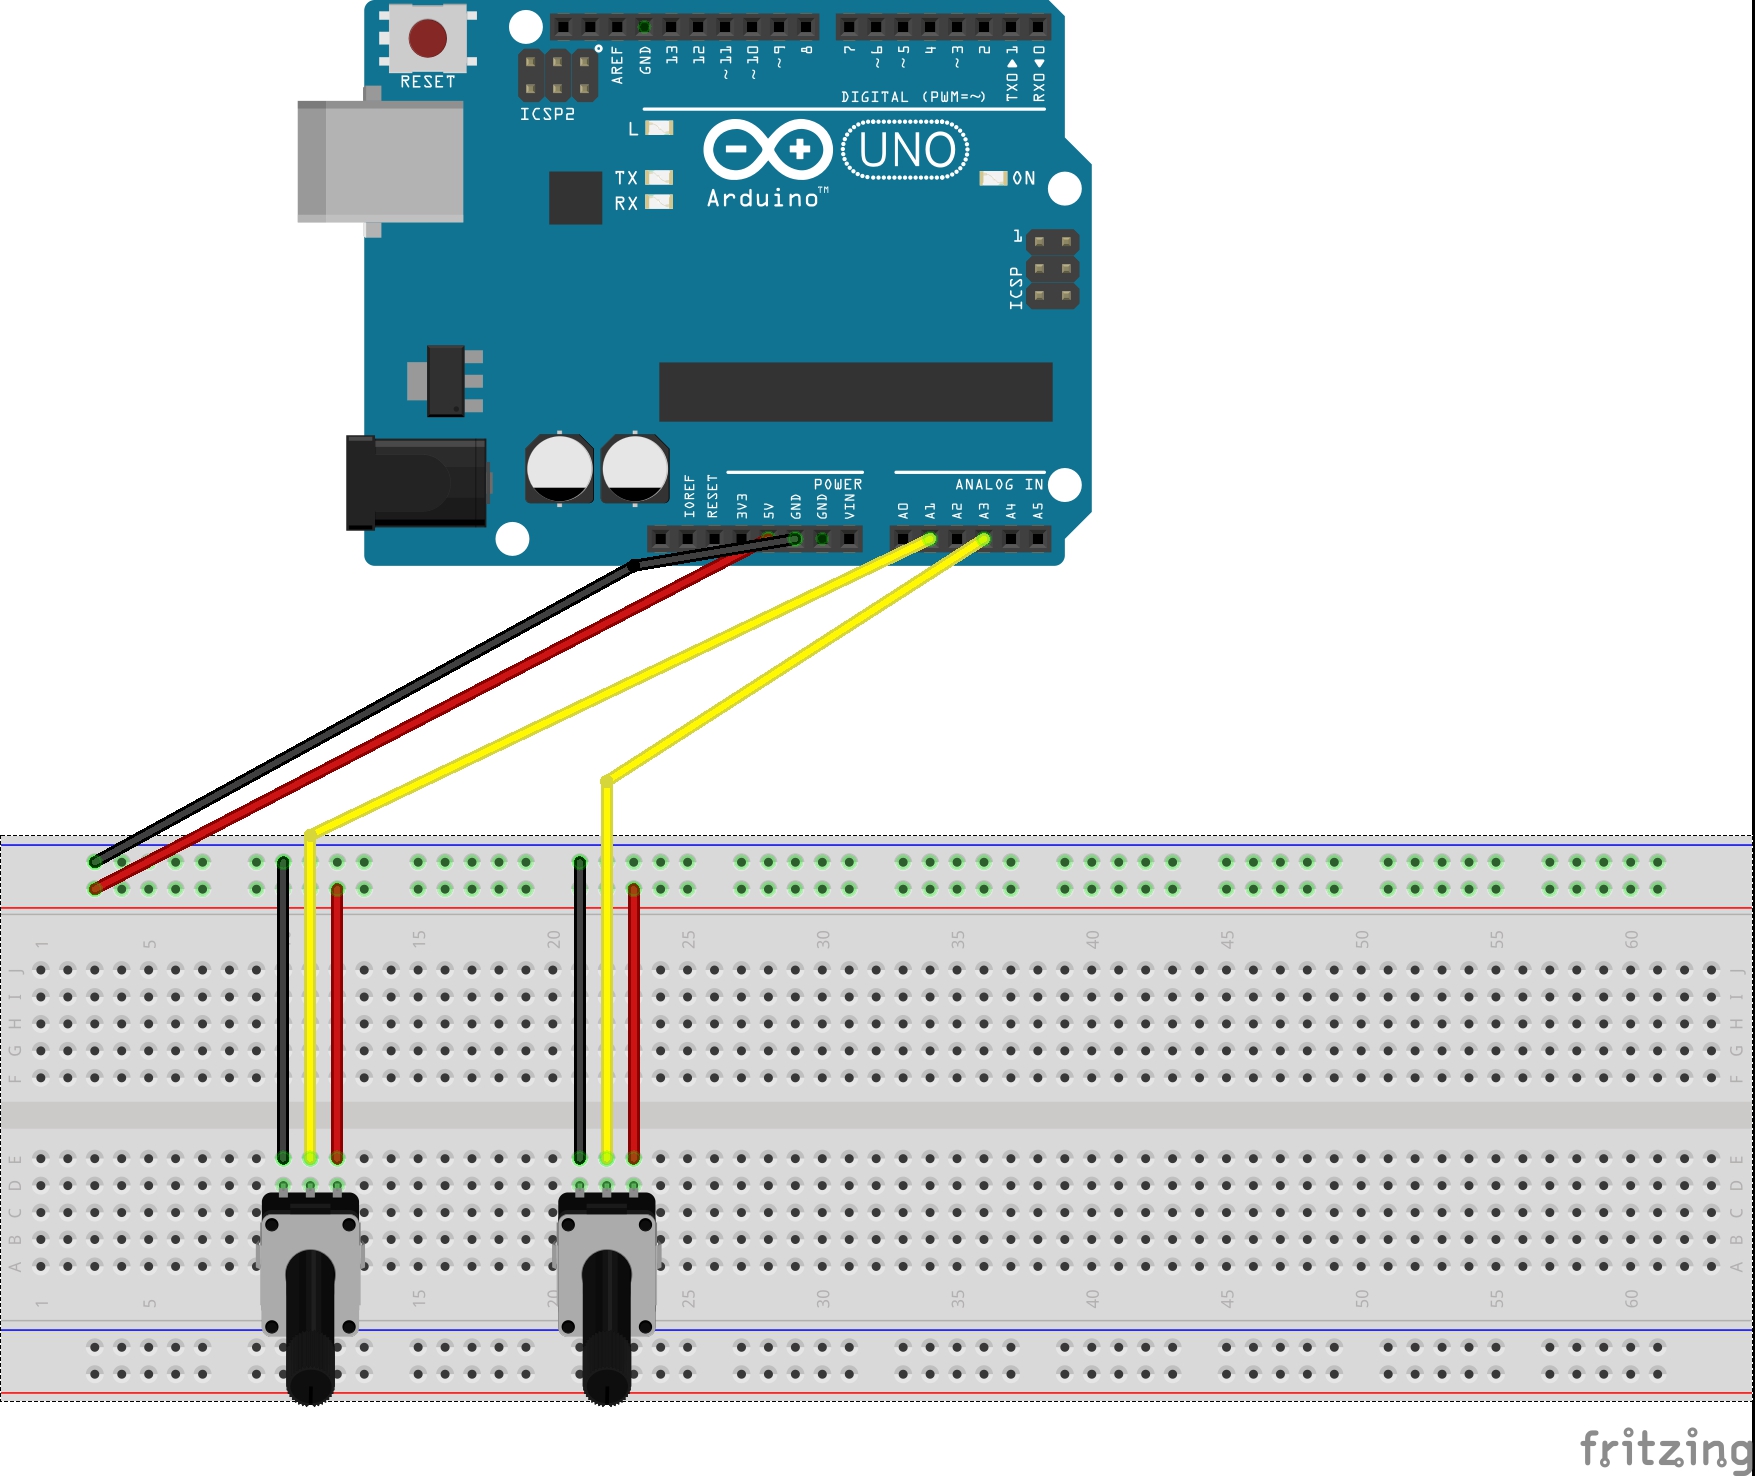 RESET
AREF GND 13 12 ~11 ~10 ~9 8 7 ~6 ~5 4 ~3 2 TX0▶1 RX0◀0
ICSP2
DIGITAL (PWM=~)
L
UNO
TX
RX
Arduino™
ON
1
ICSP
POWER
ANALOG IN
IOREF RESET 3V3 5V GND GND VIN A0 A1 A2 A3 A4 A5
1 5 15 20 25 30 35 40 45 50 55 60
J J
I I
H H
G G
F F
E E
D D
C C
B B
A A
1 5 15 20 25 30 35 40 45 50 55 60
fritzing